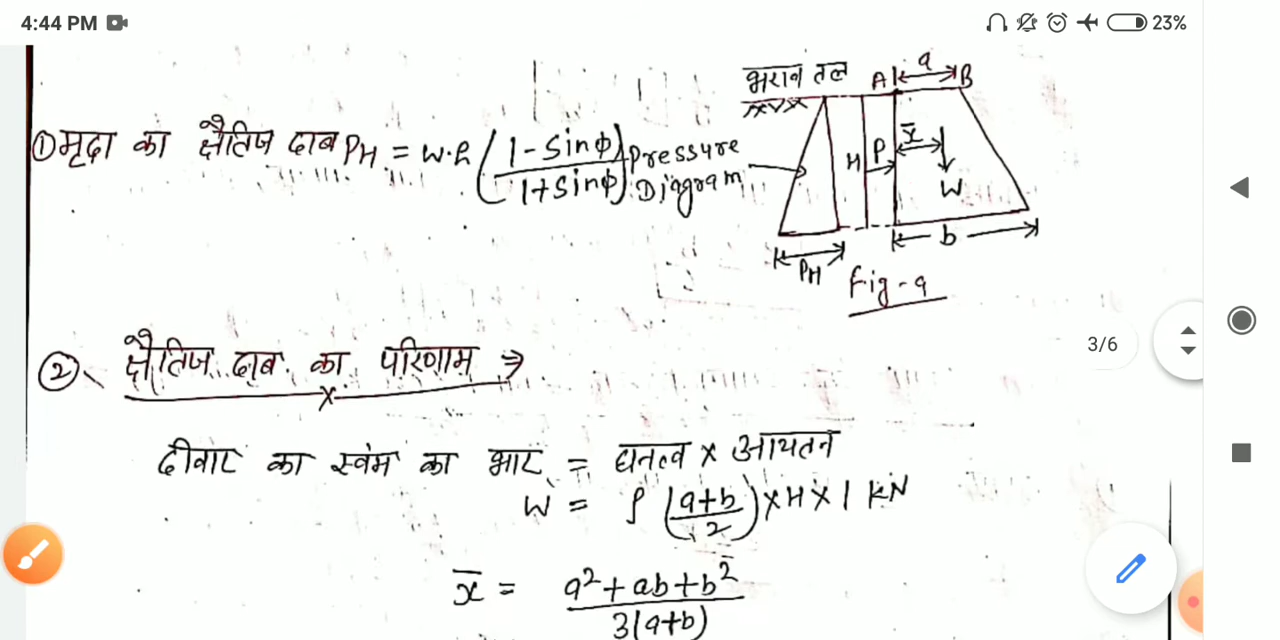 4:44 PM 23%
भराव तल A a B
① मृदा का क्षैतिज दाब PH = w.h (1-sinφ / 1+sinφ) Pressure Diagram
H P x̄ W
b
PH
Fig-a
3/6
② क्षैतिज दाब का परिणाम ⇒
दीवार का स्वंम का भार = घनत्व × आयतन
W = ρ (a+b / 2) × H × 1 KN
x̄ = a² + ab + b² / 3(a+b)